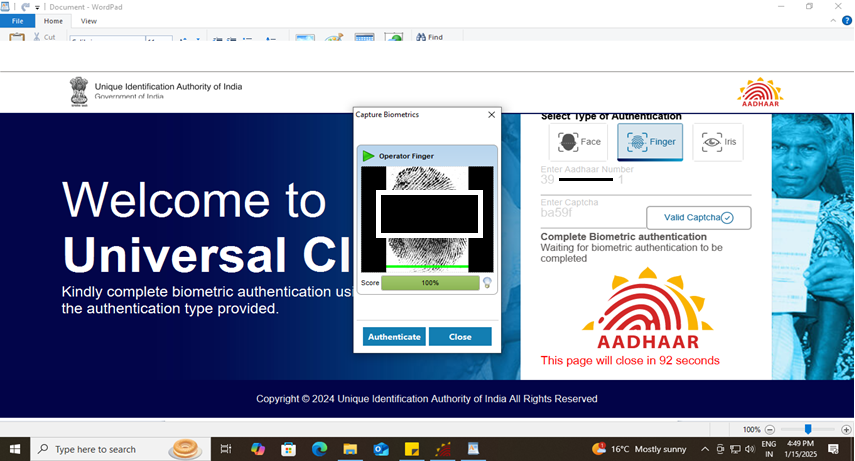 Document - WordPad
File Home View
Cut
Find
Unique Identification Authority of India
Government of India
AADHAAR
Capture Biometrics
Operator Finger
Score 100%
Authenticate Close
Welcome to
Universal Cl
Kindly complete biometric authentication usi
the authentication type provided.
Select Type of Authentication
Face Finger Iris
Enter Aadhaar Number
39 1
Enter Captcha
ba59f
Valid Captcha
Complete Biometric authentication
Waiting for biometric authentication to be
completed
AADHAAR
This page will close in 92 seconds
Copyright © 2024 Unique Identification Authority of India All Rights Reserved
100%
Type here to search
16°C Mostly sunny
ENG
IN
4:49 PM
1/15/2025